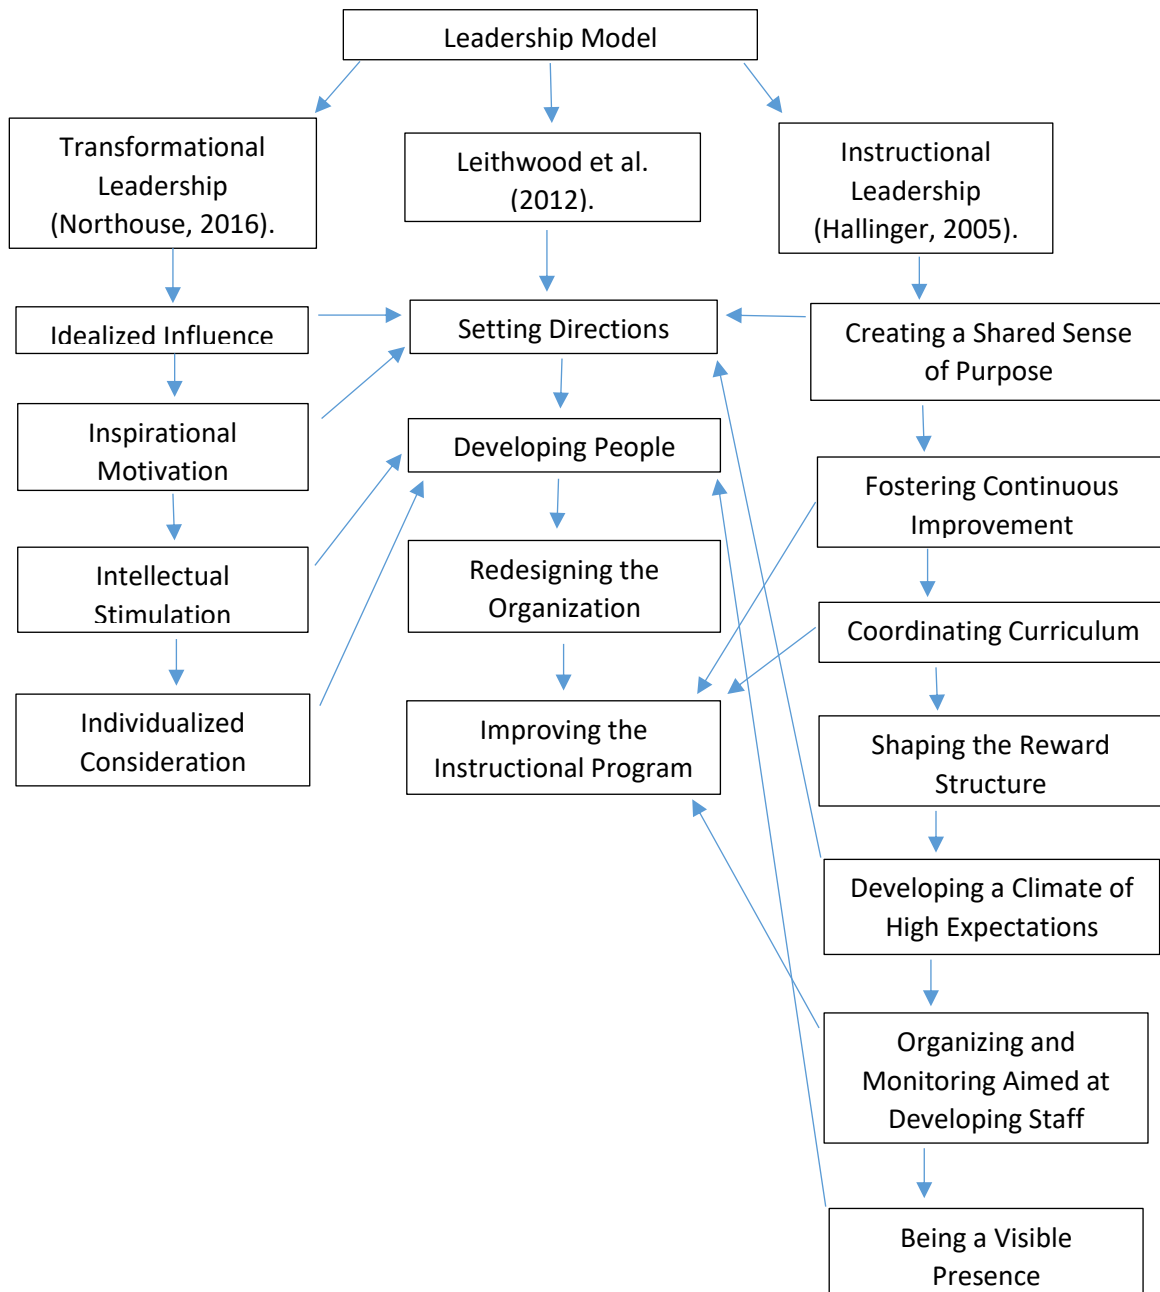 Leadership Model
Transformational
Leadership
(Northouse, 2016).
Leithwood et al.
(2012).
Instructional
Leadership
(Hallinger, 2005).
Idealized Influence
Setting Directions
Creating a Shared Sense
of Purpose
Inspirational
Motivation
Developing People
Fostering Continuous
Improvement
Intellectual
Stimulation
Redesigning the
Organization
Coordinating Curriculum
Individualized
Consideration
Improving the
Instructional Program
Shaping the Reward
Structure
Developing a Climate of
High Expectations
Organizing and
Monitoring Aimed at
Developing Staff
Being a Visible
Presence